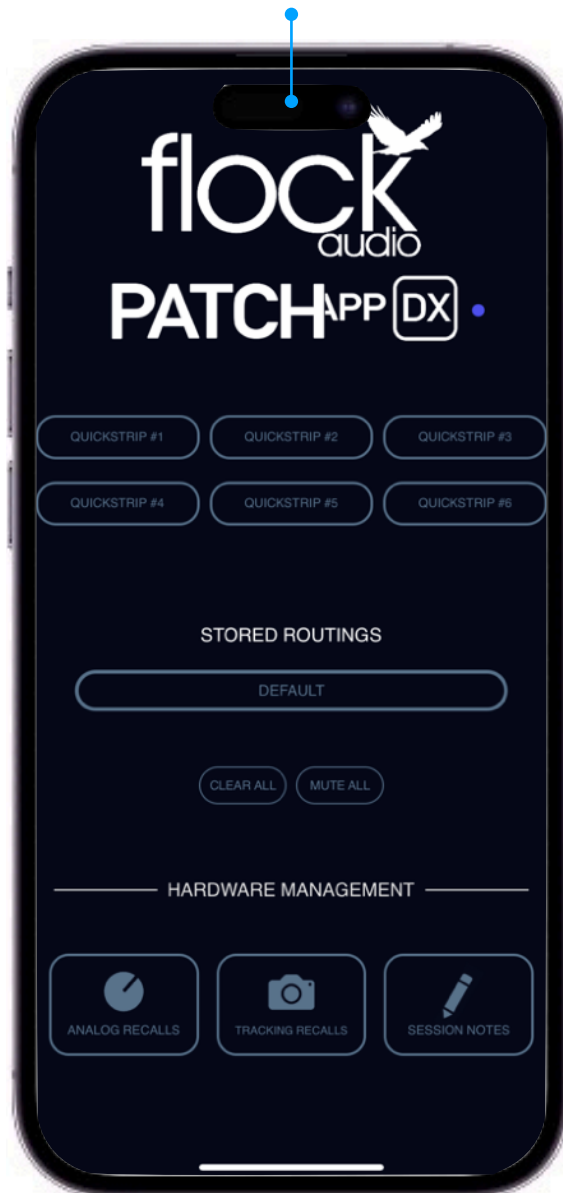 flock
audio
PATCH APP DX
QUICKSTRIP #1 QUICKSTRIP #2 QUICKSTRIP #3
QUICKSTRIP #4 QUICKSTRIP #5 QUICKSTRIP #6
STORED ROUTINGS
DEFAULT
CLEAR ALL MUTE ALL
HARDWARE MANAGEMENT
ANALOG RECALLS TRACKING RECALLS SESSION NOTES